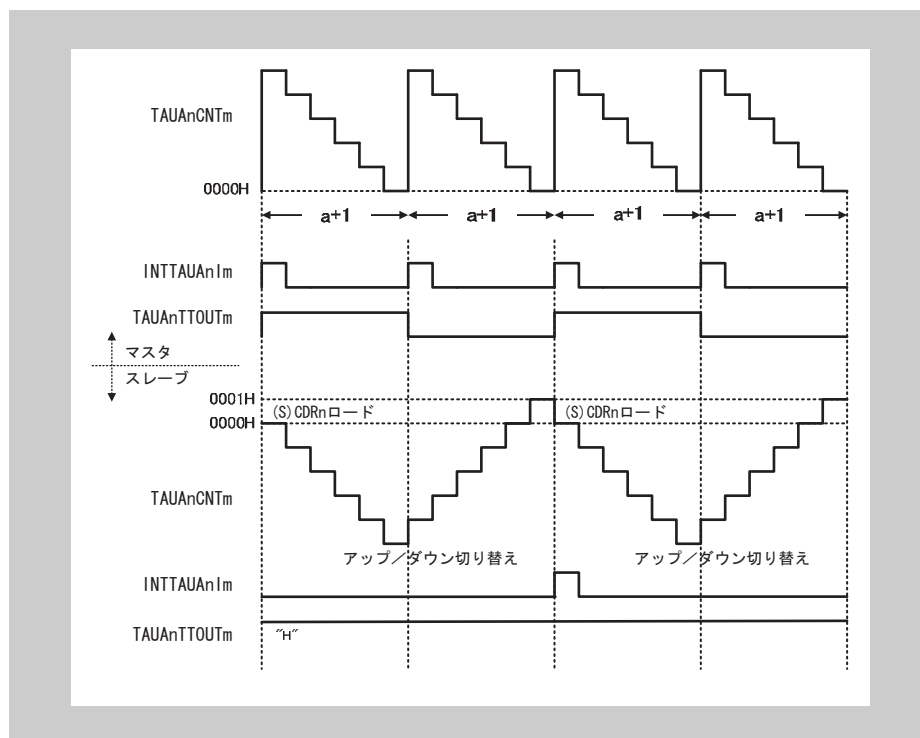 TAUAnCNTm
0000H
a+1 a+1 a+1 a+1
INTTAUAnIm
TAUAnTTOUTm
マスタ
スレーブ
0001H
(S)CDRnロード (S)CDRnロード
0000H
TAUAnCNTm
アップ／ダウン切り替え アップ／ダウン切り替え
INTTAUAnIm
TAUAnTTOUTm "H"